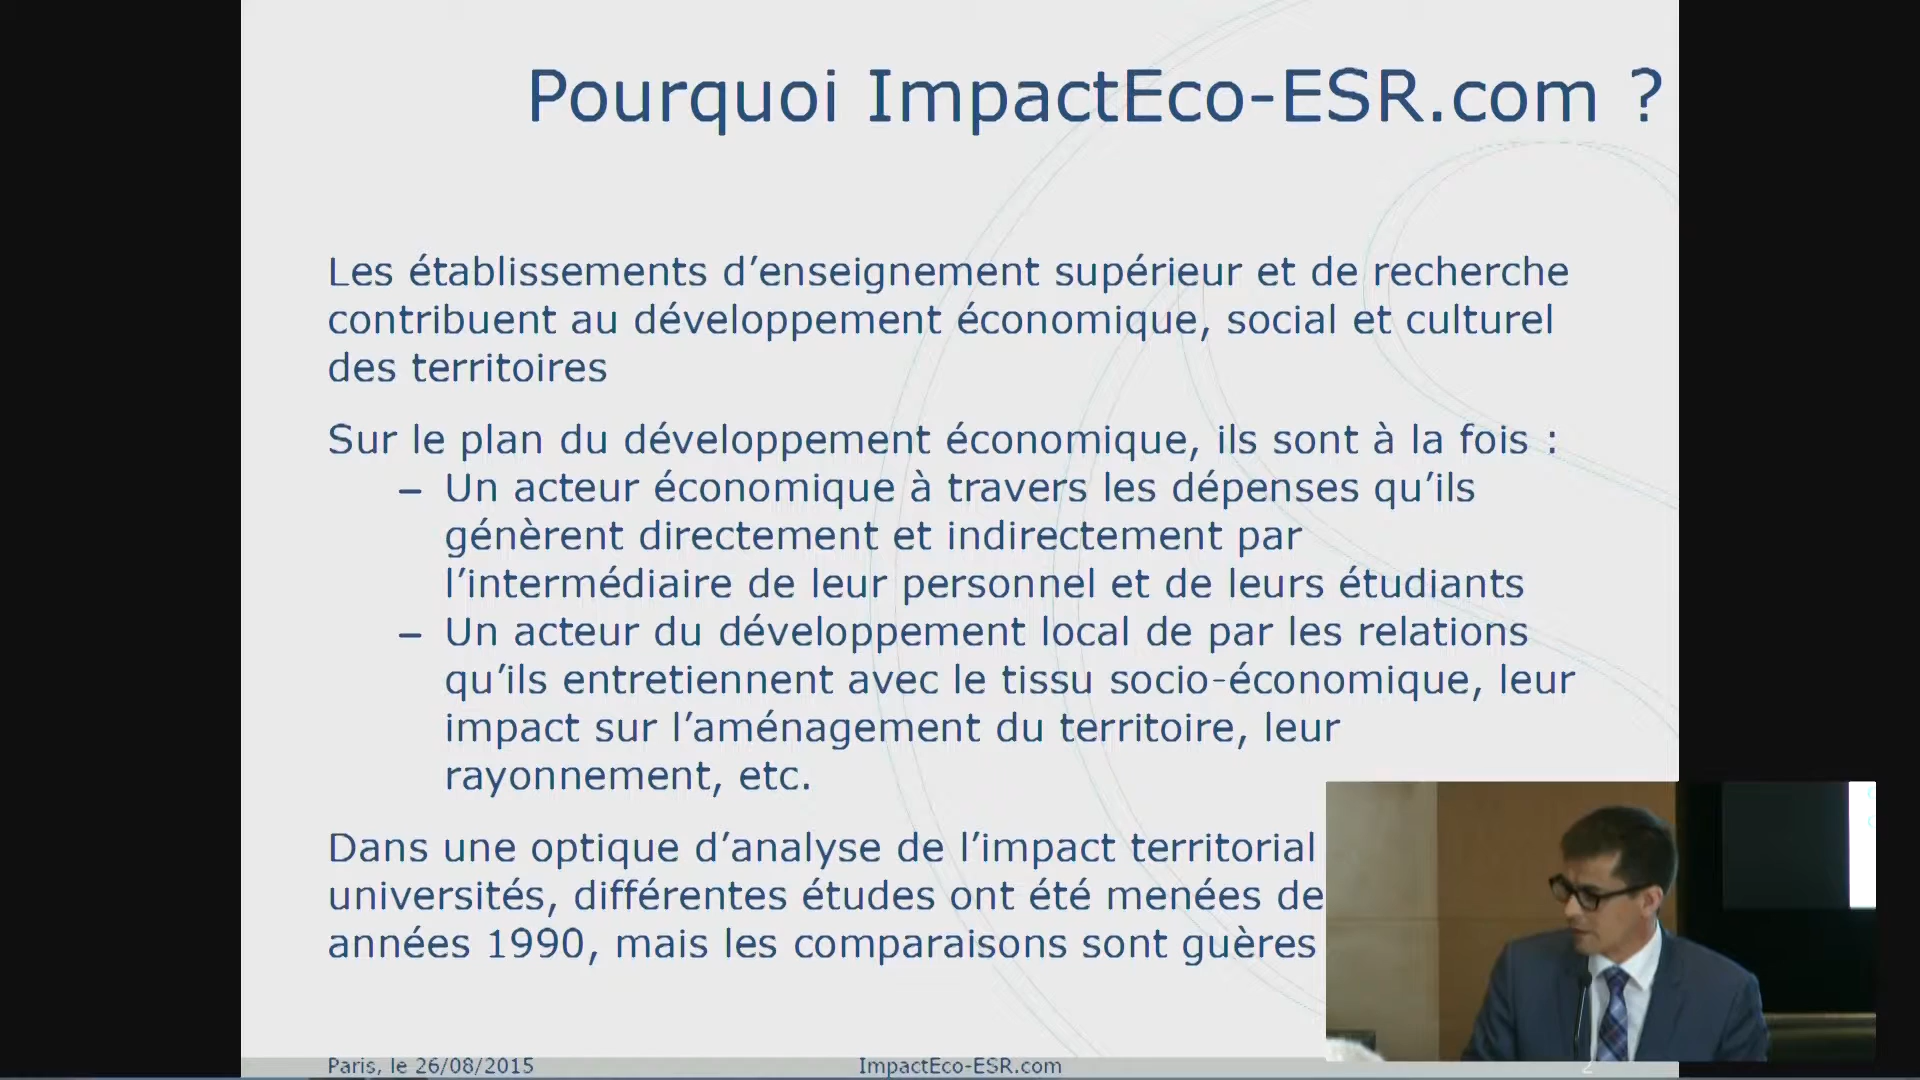 Pourquoi ImpactEco-ESR.com ?
Les établissements d’enseignement supérieur et de recherche
contribuent au développement économique, social et culturel
des territoires
Sur le plan du développement économique, ils sont à la fois :
– Un acteur économique à travers les dépenses qu’ils
génèrent directement et indirectement par
l’intermédiaire de leur personnel et de leurs étudiants
– Un acteur du développement local de par les relations
qu’ils entretiennent avec le tissu socio-économique, leur
impact sur l’aménagement du territoire, leur
rayonnement, etc.
Dans une optique d’analyse de l’impact territorial
universités, différentes études ont été menées de
années 1990, mais les comparaisons sont guères
Paris, le 26/08/2015
ImpactEco-ESR.com
2